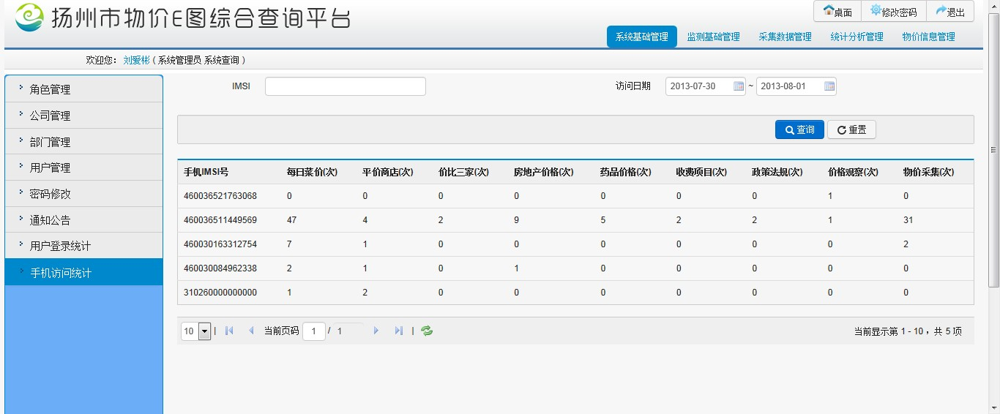 扬州市物价E图综合查询平台
桌面 修改密码 退出
系统基础管理 监测基础管理 采集数据管理 统计分析管理 物价信息管理
欢迎您： 刘爱彬 ( 系统管理员 系统查询 )
角色管理
公司管理
部门管理
用户管理
密码修改
通知公告
用户登录统计
手机访问统计
IMSI 访问日期 2013-07-30 ~ 2013-08-01
查询 重置
手机IMSI号 每日菜价(次) 平价商店(次) 价比三家(次) 房地产价格(次) 药品价格(次) 收费项目(次) 政策法规(次) 价格观察(次) 物价采集(次)
460036521763068 0 0 0 0 0 0 0 1 0
460036511449569 47 4 2 9 5 2 2 1 31
460030163312754 7 1 0 0 0 0 0 0 2
460030084962338 2 1 0 1 0 0 0 0 0
310260000000000 1 2 0 0 0 0 0 0 0
10 | 当前页码 1 / 1 | 当前显示第 1 - 10 ，共 5 项